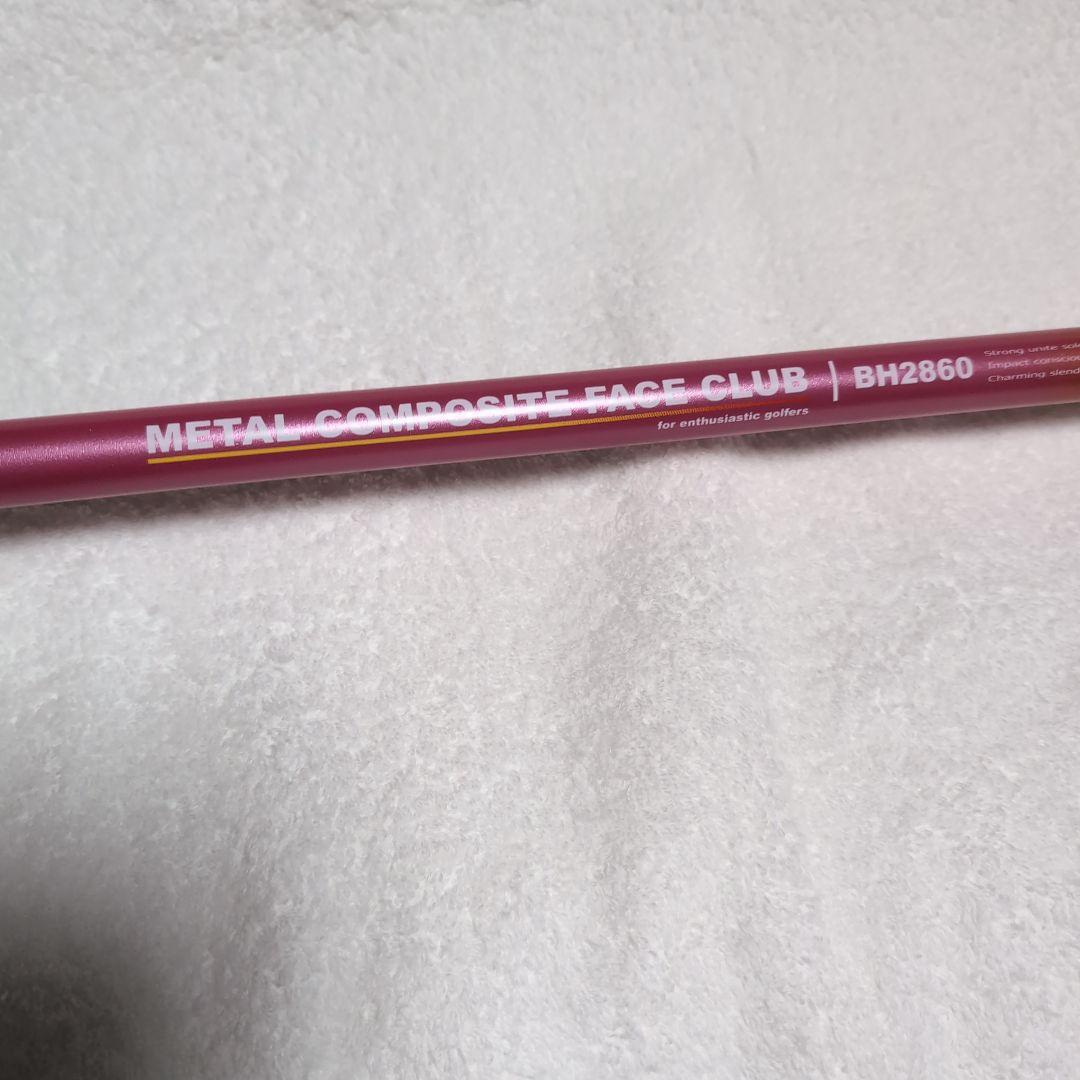 METAL COMPOSITE FACE CLUB
for enthusiastic golfers
BH2860
Strong unite
Impact
Charming